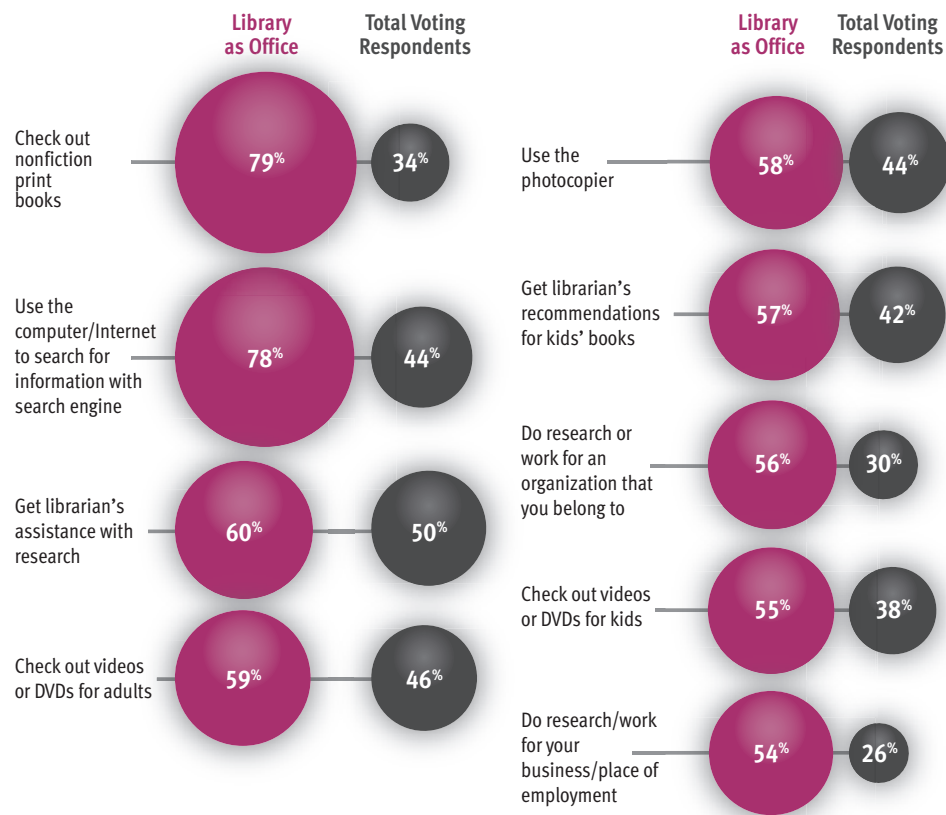 Library
as Office
Total Voting
Respondents
Check out
nonfiction
print
books
79%
34%
Use the
computer/Internet
to search for
information with
search engine
78%
44%
Get librarian's
assistance with
research
60%
50%
Check out videos
or DVDs for adults
59%
46%
Library
as Office
Total Voting
Respondents
Use the
photocopier
58%
44%
Get librarian's
recommendations
for kids' books
57%
42%
Do research or
work for an
organization that
you belong to
56%
30%
Check out videos
or DVDs for kids
55%
38%
Do research/work
for your
business/place of
employment
54%
26%